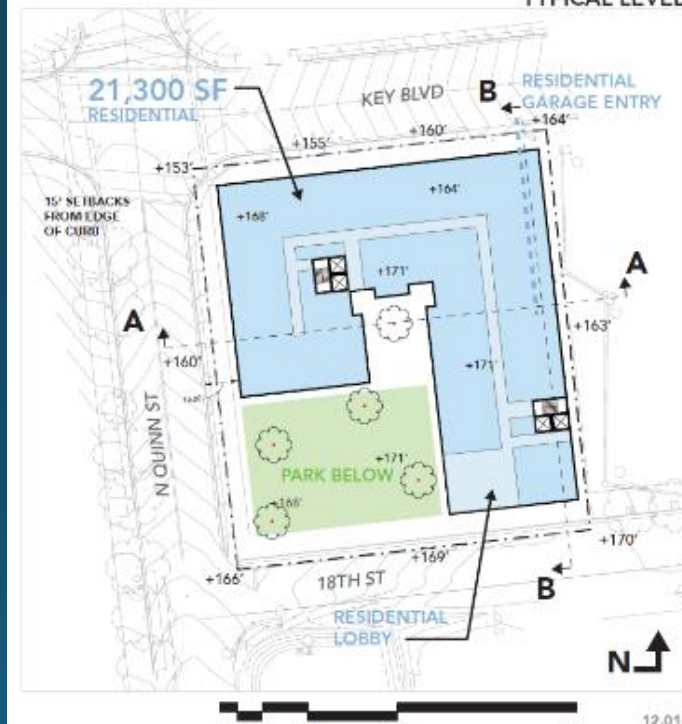 TYPICAL LEVEL
21,300 SF
RESIDENTIAL
KEY BLVD
B
RESIDENTIAL
GARAGE ENTRY
+153'
+155'
+160'
+164'
15' SETBACKS
FROM EDGE
OF CURB
+168'
+164'
+171'
A
A
+160'
+163'
+171'
N QUINN ST
PARK BELOW
+171'
+168'
+166'
18TH ST
+169'
+170'
B
RESIDENTIAL
LOBBY
N
12.01